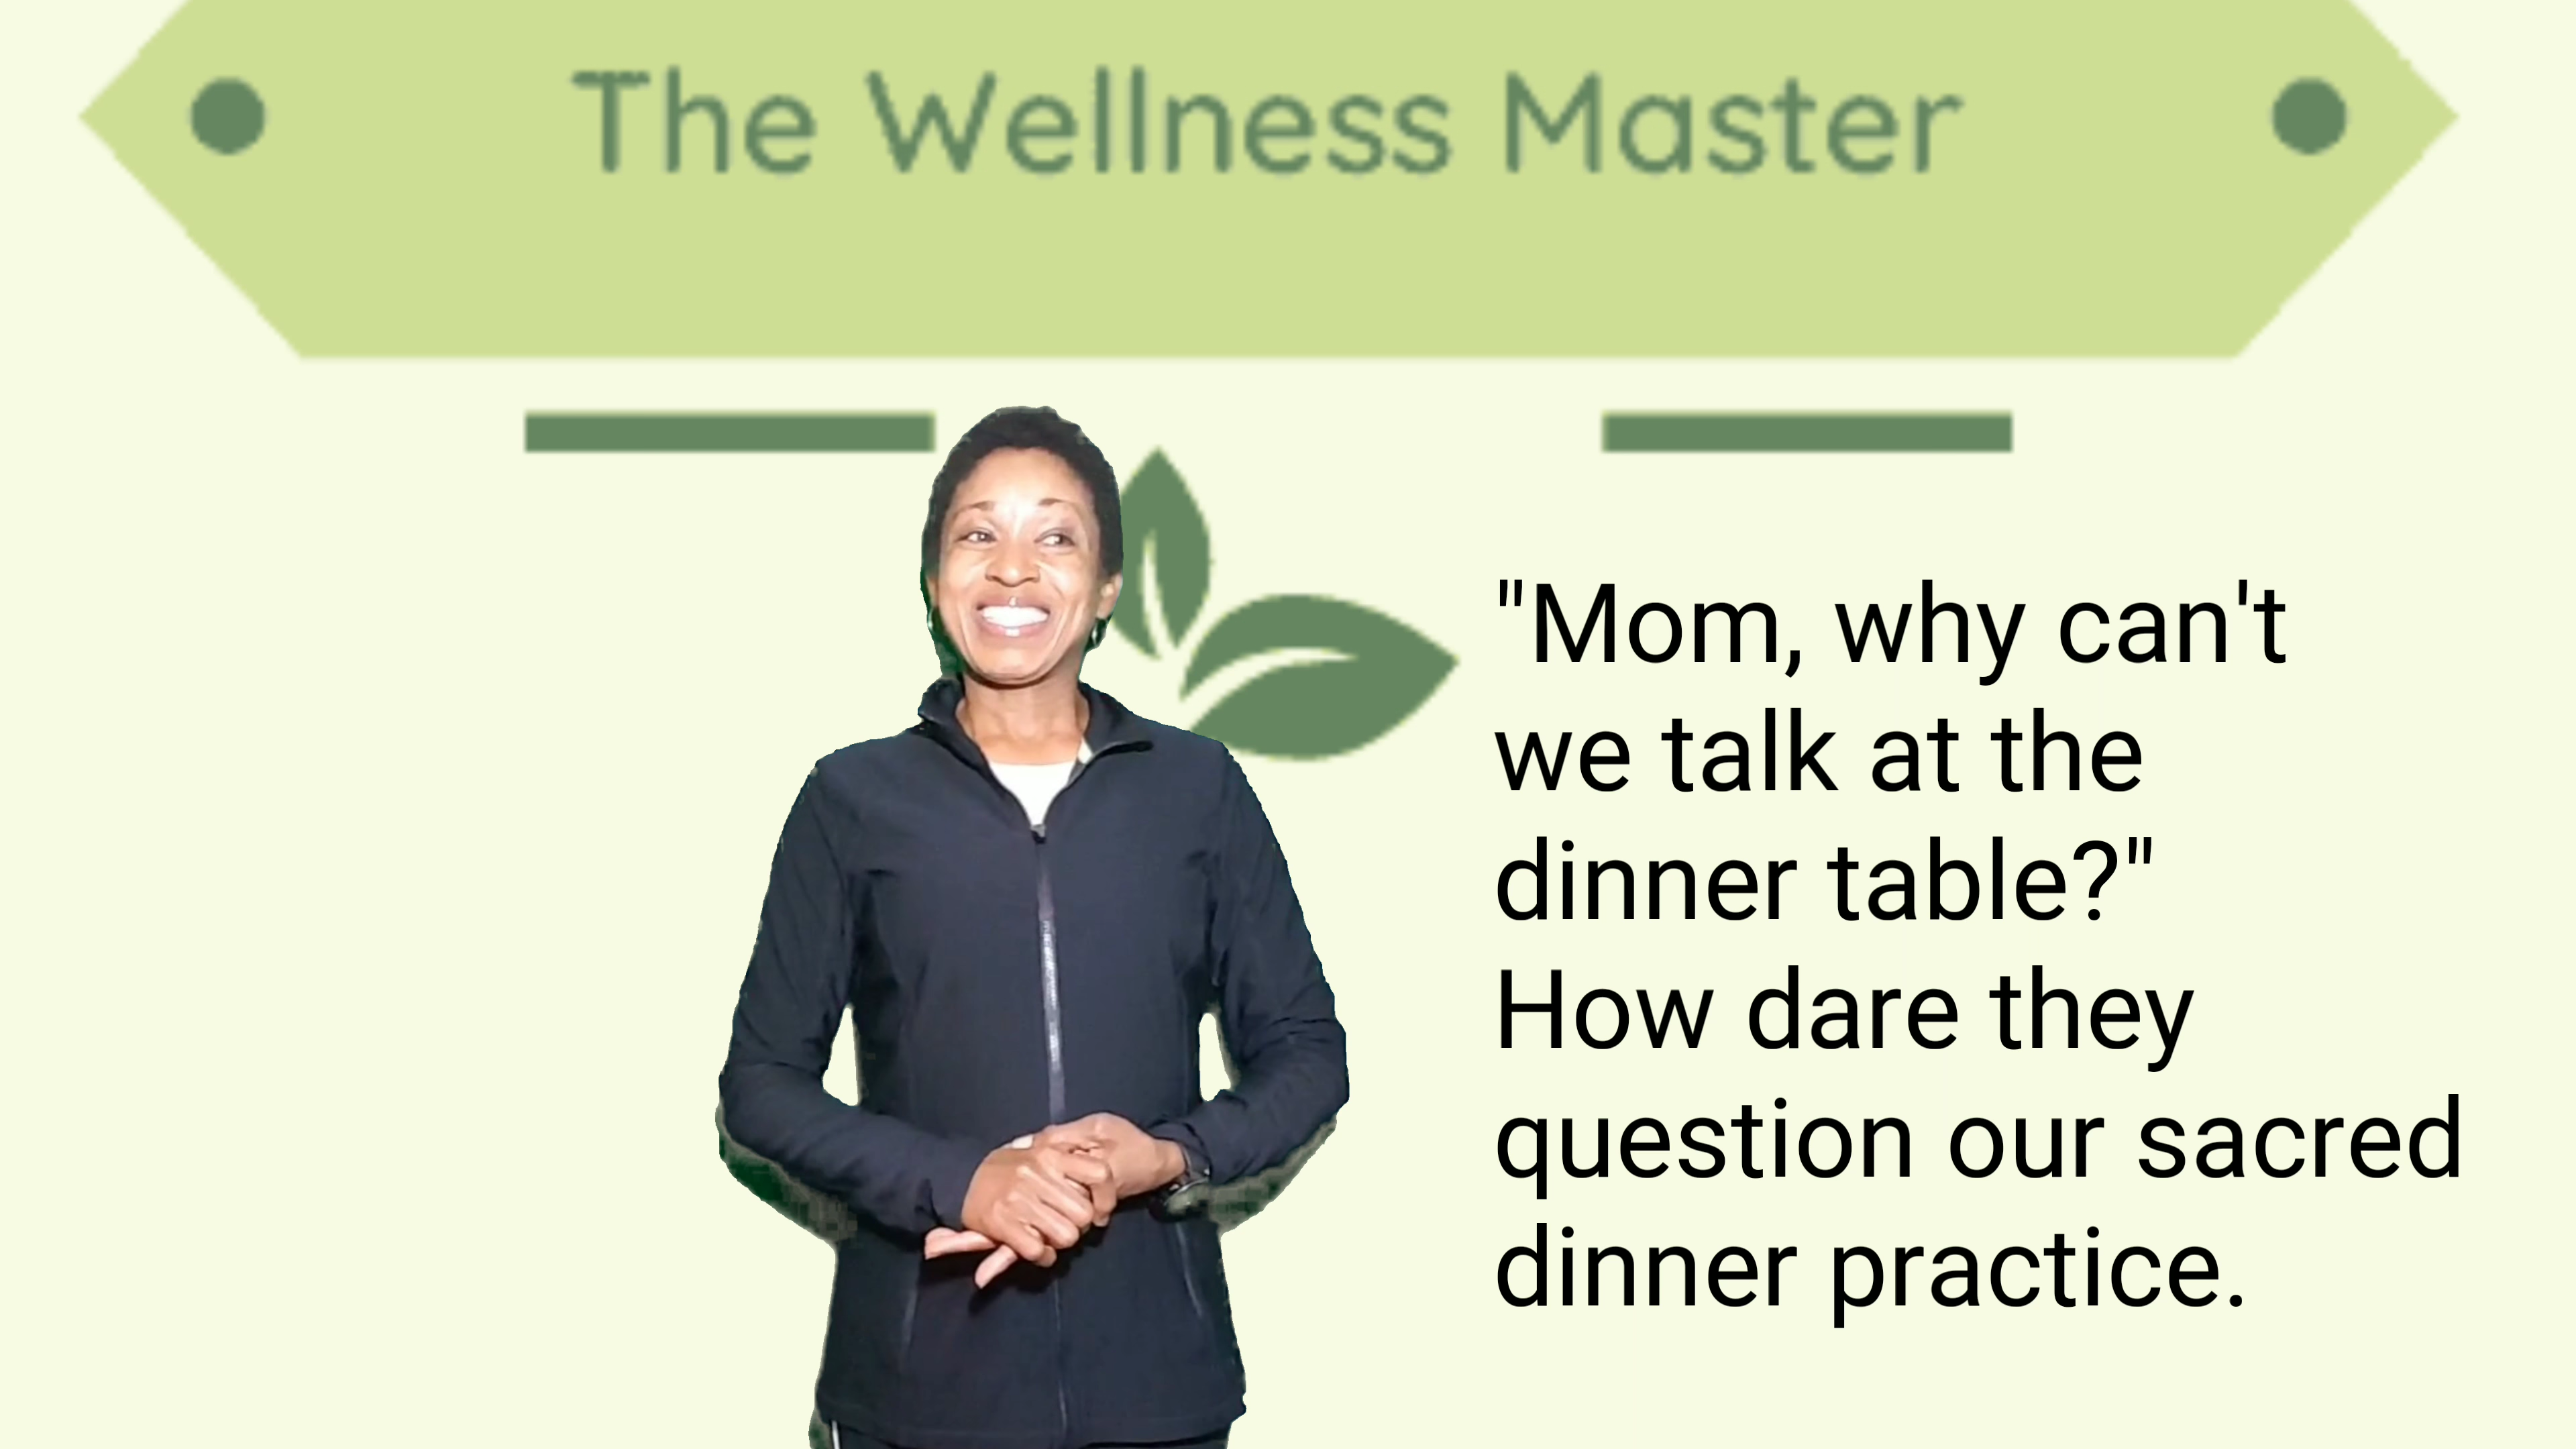 The Wellness Master
"Mom, why can't
we talk at the
dinner table?"
How dare they
question our sacred
dinner practice.